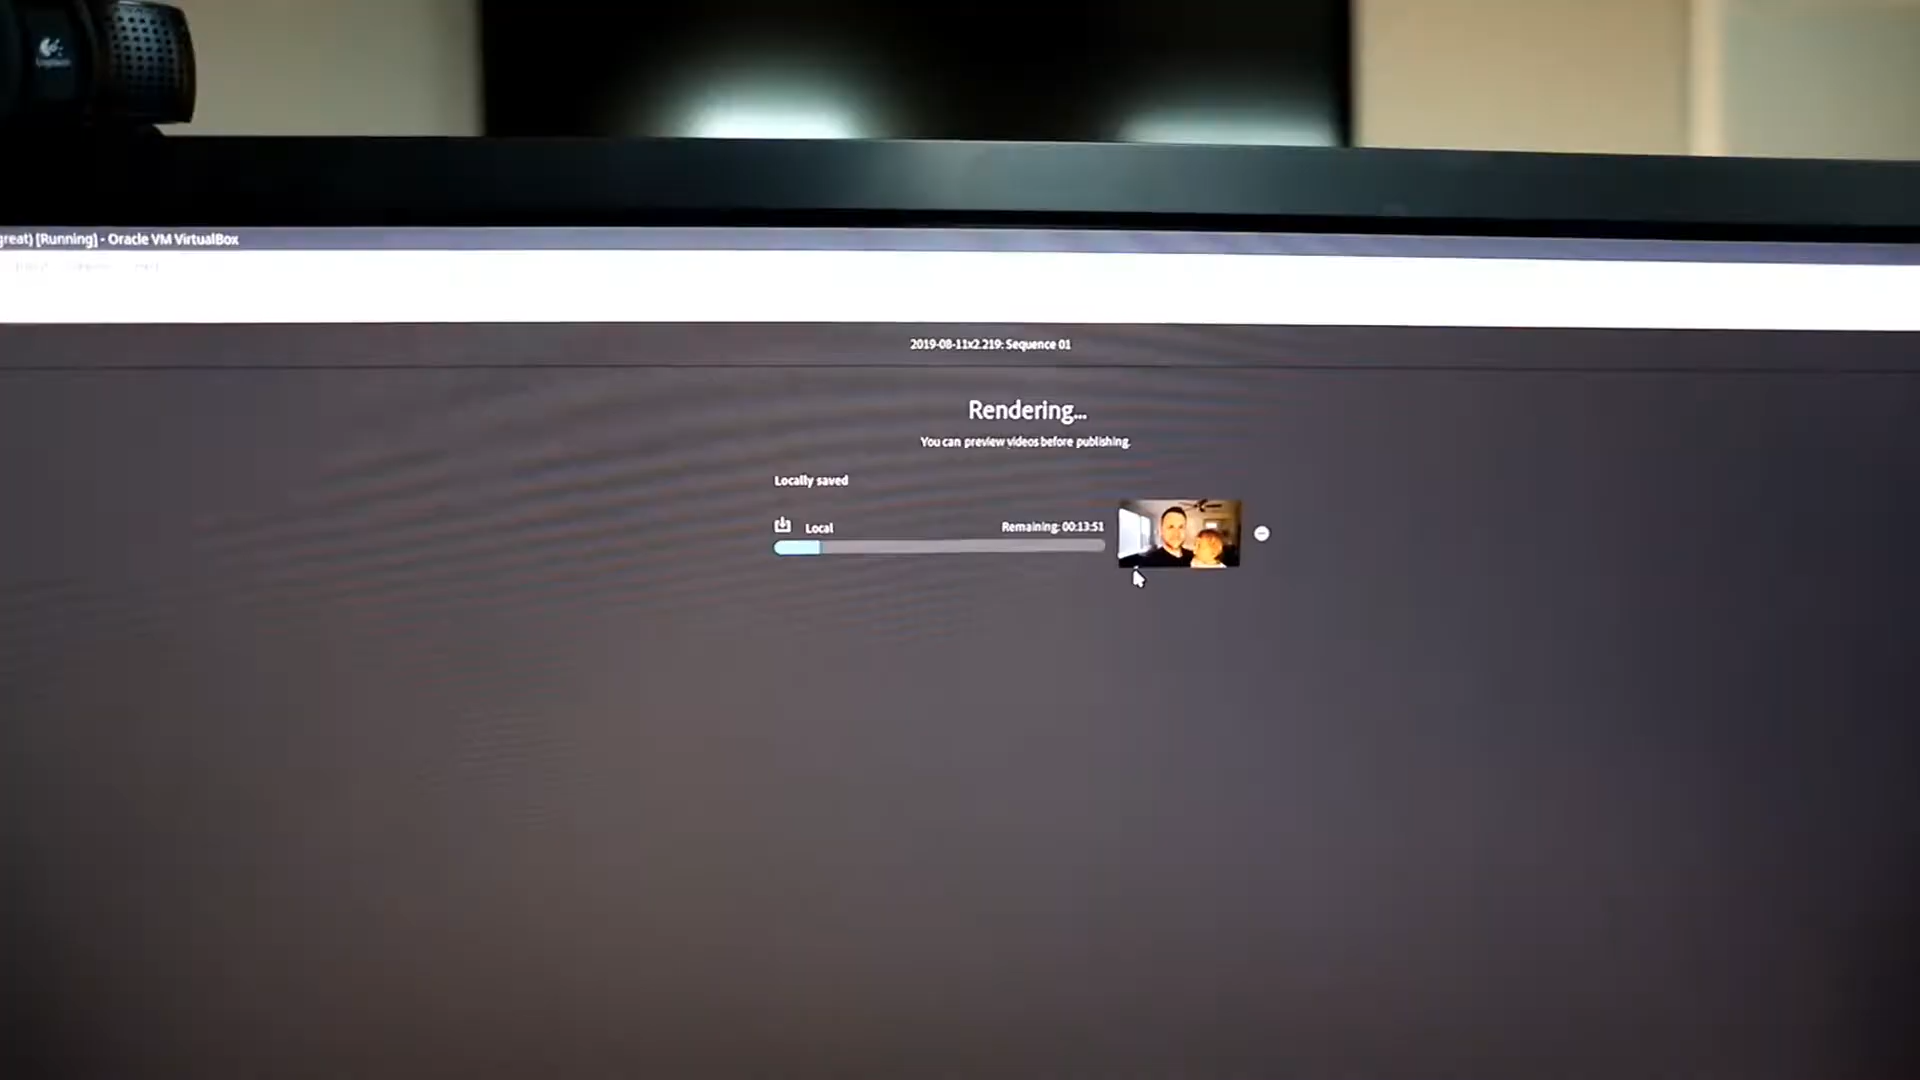 Logitech
great) [Running] - Oracle VM VirtualBox
2019-08-11x2.219: Sequence 01
Rendering...
You can preview videos before publishing.
Locally saved
Local
Remaining: 00:13:51